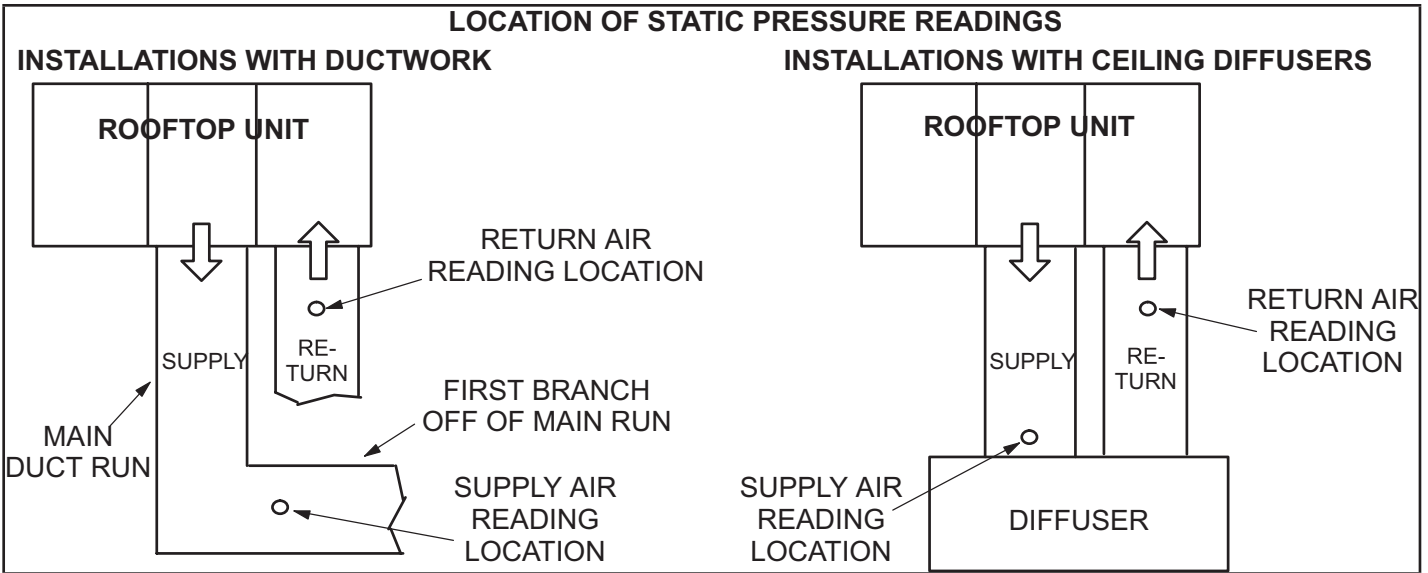 LOCATION OF STATIC PRESSURE READINGS
INSTALLATIONS WITH DUCTWORK
ROOFTOP UNIT
RETURN AIR
READING LOCATION
SUPPLY
RE-
TURN
FIRST BRANCH
OFF OF MAIN RUN
MAIN
DUCT RUN
SUPPLY AIR
READING
LOCATION
INSTALLATIONS WITH CEILING DIFFUSERS
ROOFTOP UNIT
RETURN AIR
READING
LOCATION
SUPPLY
RE-
TURN
SUPPLY AIR
READING
LOCATION
DIFFUSER